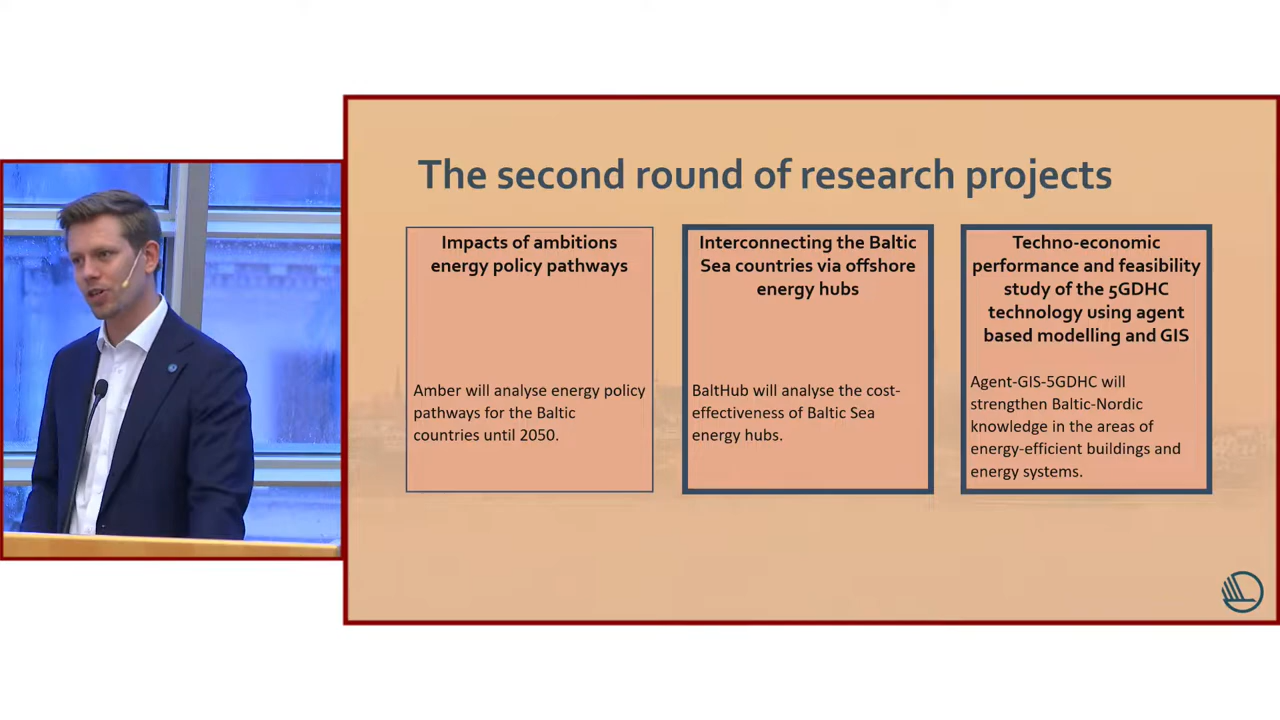 The second round of research projects
Impacts of ambitions
energy policy pathways
Amber will analyse energy policy
pathways for the Baltic
countries until 2050.
Interconnecting the Baltic
Sea countries via offshore
energy hubs
BaltHub will analyse the cost-
effectiveness of Baltic Sea
energy hubs.
Techno-economic
performance and feasibility
study of the 5GDHC
technology using agent
based modelling and GIS
Agent-GIS-5GDHC will
strengthen Baltic-Nordic
knowledge in the areas of
energy-efficient buildings and
energy systems.